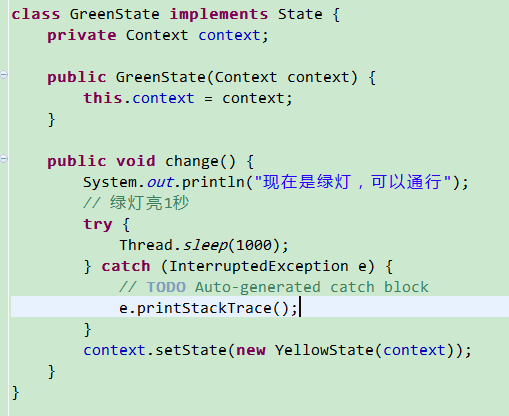 class GreenState implements State {
    private Context context;

    public GreenState(Context context) {
        this.context = context;
    }

    public void change() {
        System.out.println("现在是绿灯，可以通行");
        // 绿灯亮1秒
        try {
            Thread.sleep(1000);
        } catch (InterruptedException e) {
            // TODO Auto-generated catch block
            e.printStackTrace();
        }
        context.setState(new YellowState(context));
    }
}